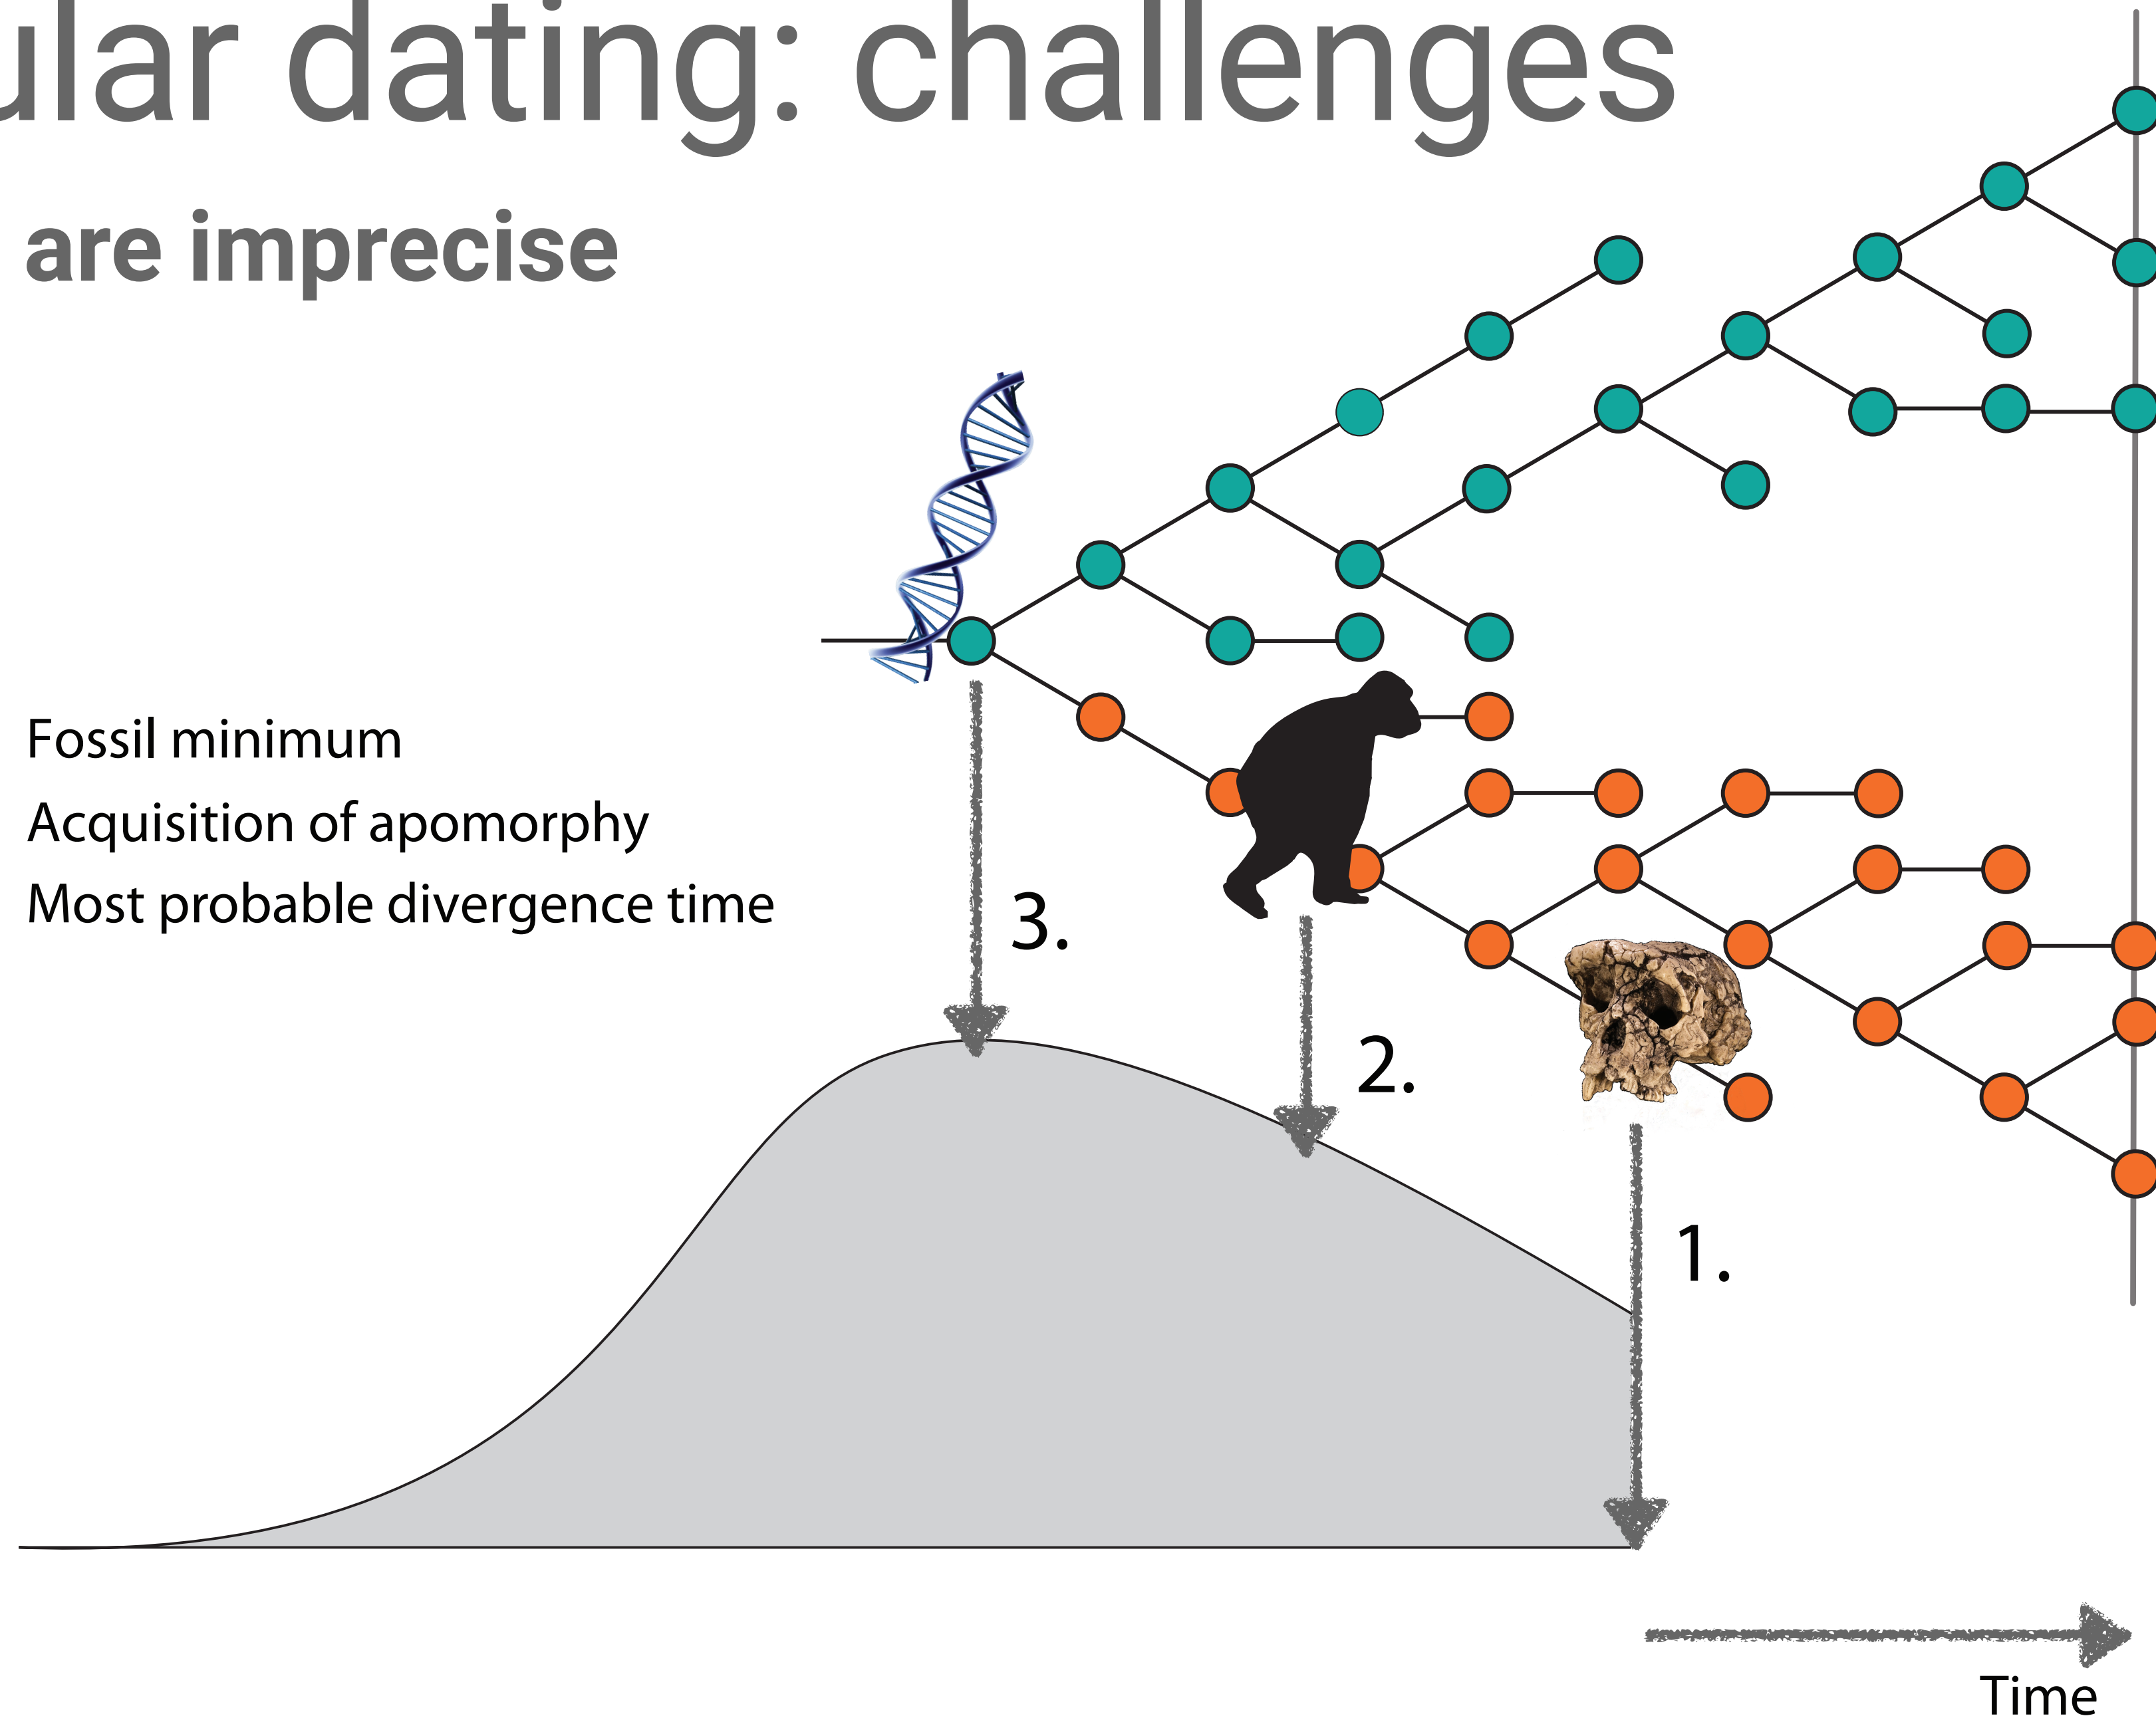 ular dating: challenges
are imprecise
Fossil minimum
Acquisition of apomorphy
Most probable divergence time
3.
2.
1.
Time